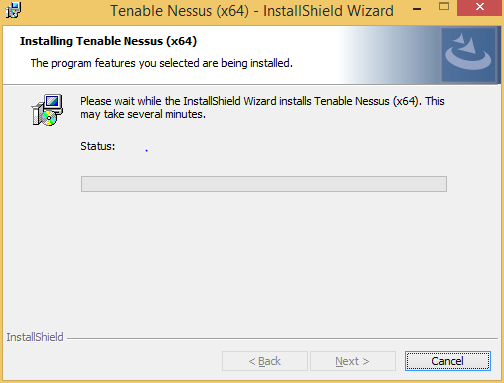 Tenable Nessus (x64) - InstallShield Wizard
Installing Tenable Nessus (x64)
The program features you selected are being installed.
Please wait while the InstallShield Wizard installs Tenable Nessus (x64). This
may take several minutes.
Status:
InstallShield
< Back
Next >
Cancel